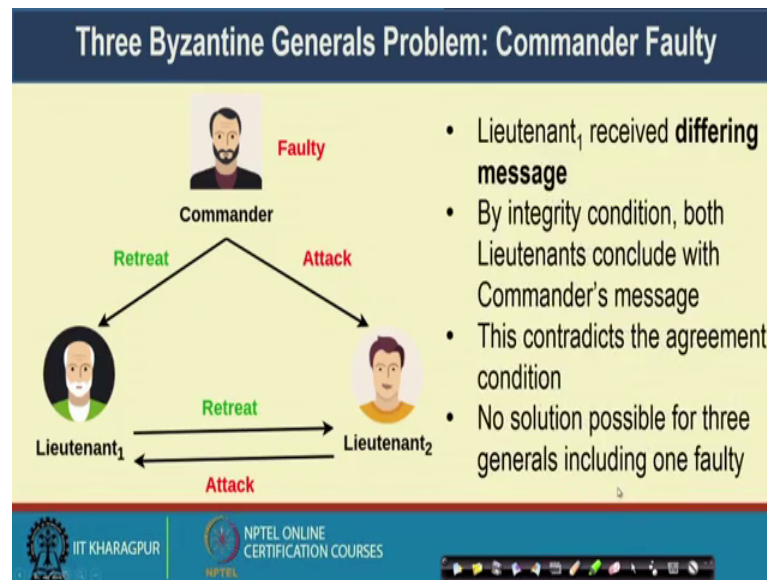 Three Byzantine Generals Problem: Commander Faulty
Faulty
Commander
Retreat
Attack
Lieutenant1
Retreat
Lieutenant2
Attack
• Lieutenant1 received differing
message
• By integrity condition, both
Lieutenants conclude with
Commander's message
• This contradicts the agreement
condition
• No solution possible for three
generals including one faulty
IIT KHARAGPUR
NPTEL
NPTEL ONLINE
CERTIFICATION COURSES